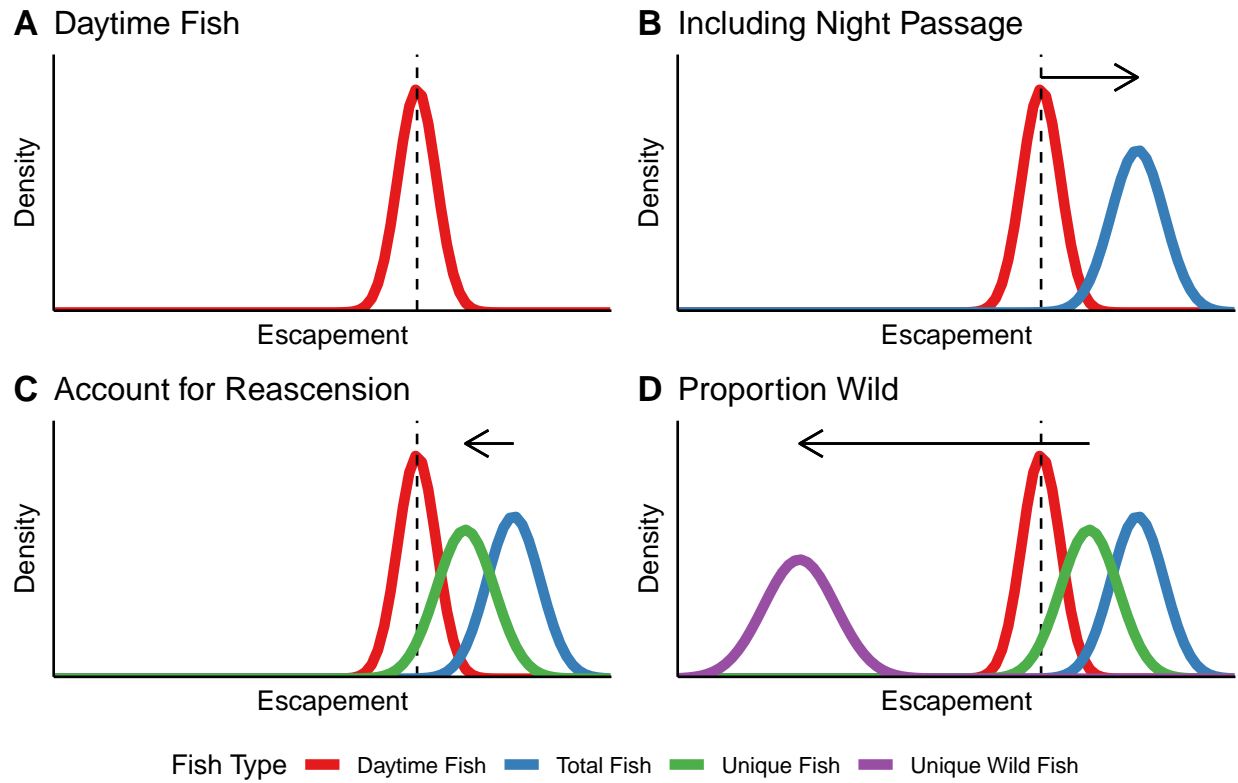 A Daytime Fish
B Including Night Passage
Density
Density
Escapement
Escapement
C Account for Reascension
D Proportion Wild
Density
Density
Escapement
Escapement
Fish Type Daytime Fish Total Fish Unique Fish Unique Wild Fish